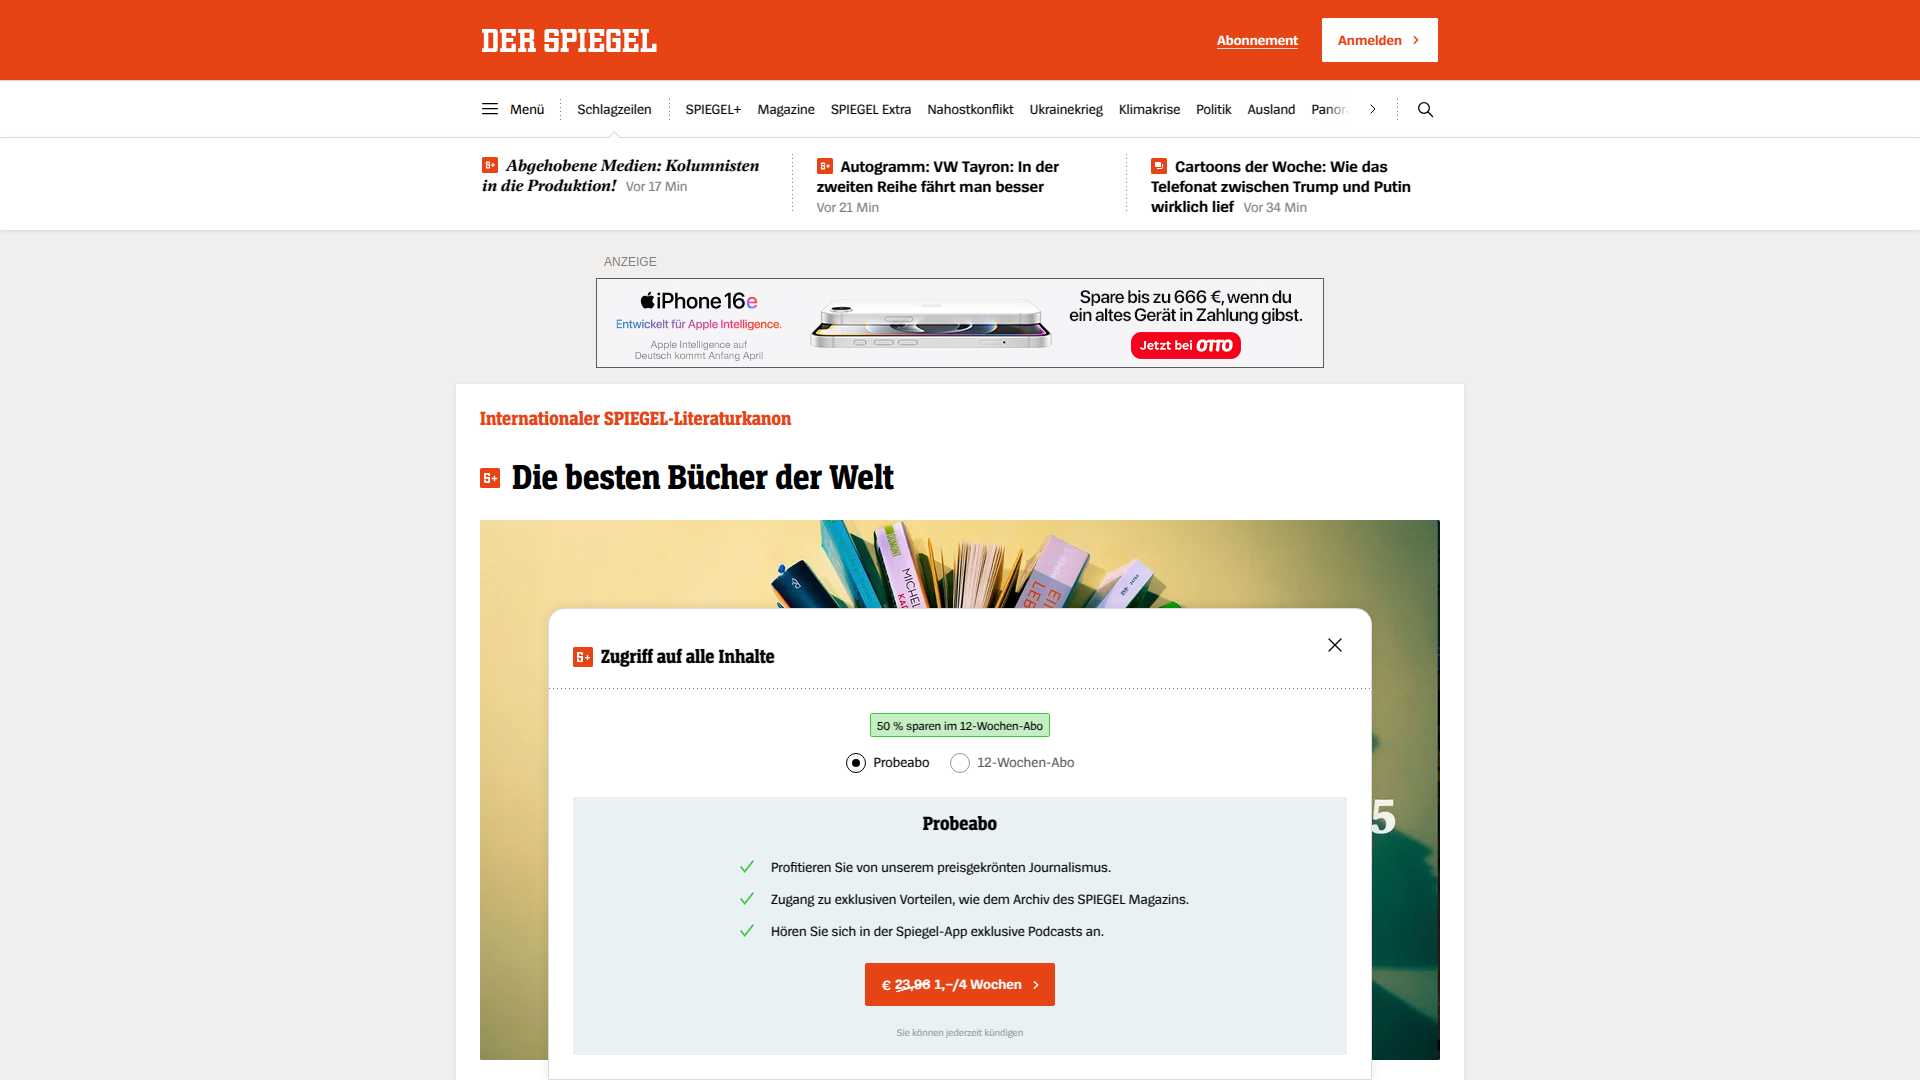 DER SPIEGEL
Abonnement
Anmelden
Menü
Schlagzeilen
SPIEGEL+
Magazine
SPIEGEL Extra
Nahostkonflikt
Ukrainekrieg
Klimakrise
Politik
Ausland
Panor
S+ Abgehobene Medien: Kolumnisten
in die Produktion! Vor 17 Min
S+ Autogramm: VW Tayron: In der
zweiten Reihe fährt man besser
Vor 21 Min
Cartoons der Woche: Wie das
Telefonat zwischen Trump und Putin
wirklich lief Vor 34 Min
ANZEIGE
iPhone 16e
Entwickelt für Apple Intelligence.
Apple Intelligence auf
Deutsch kommt Anfang April
Spare bis zu 666 €, wenn du
ein altes Gerät in Zahlung gibst.
Jetzt bei OTTO
Internationaler SPIEGEL-Literaturkanon
S+ Die besten Bücher der Welt
MICHEL
EI
LEB
S+ Zugriff auf alle Inhalte
50 % sparen im 12-Wochen-Abo
Probeabo
12-Wochen-Abo
5
Probeabo
Profitieren Sie von unserem preisgekrönten Journalismus.
Zugang zu exklusiven Vorteilen, wie dem Archiv des SPIEGEL Magazins.
Hören Sie sich in der Spiegel-App exklusive Podcasts an.
€ 23,96 1,–/4 Wochen
Sie können jederzeit kündigen